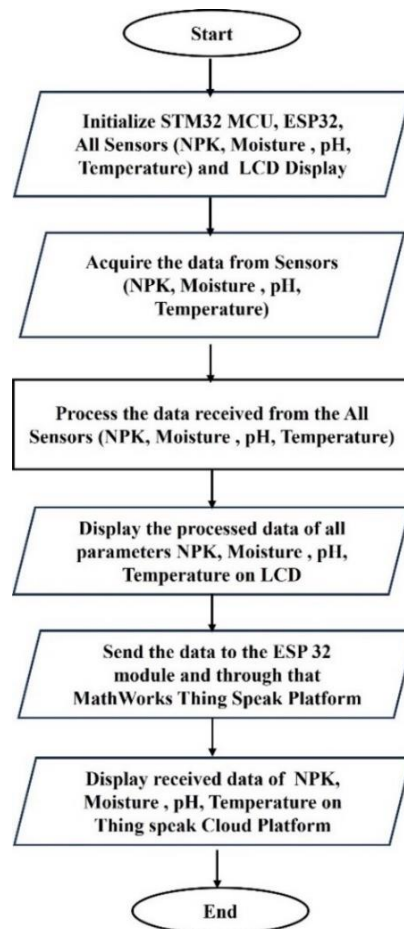 Start
Initialize STM32 MCU, ESP32,
All Sensors (NPK, Moisture , pH,
Temperature) and LCD Display
Acquire the data from Sensors
(NPK, Moisture , pH,
Temperature)
Process the data received from the All
Sensors (NPK, Moisture , pH, Temperature)
Display the processed data of all
parameters NPK, Moisture , pH,
Temperature on LCD
Send the data to the ESP 32
module and through that
MathWorks Thing Speak Platform
Display received data of NPK,
Moisture , pH, Temperature on
Thing speak Cloud Platform
End